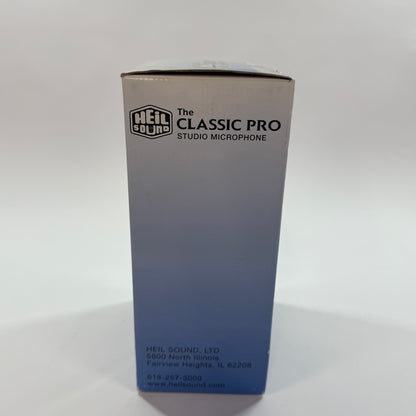 HEIL
SOUND
The
CLASSIC PRO
STUDIO MICROPHONE
HEIL SOUND, LTD.
5800 North Illinois
Fairview Heights, IL 62208
618-257-3000
www.heilsound.com